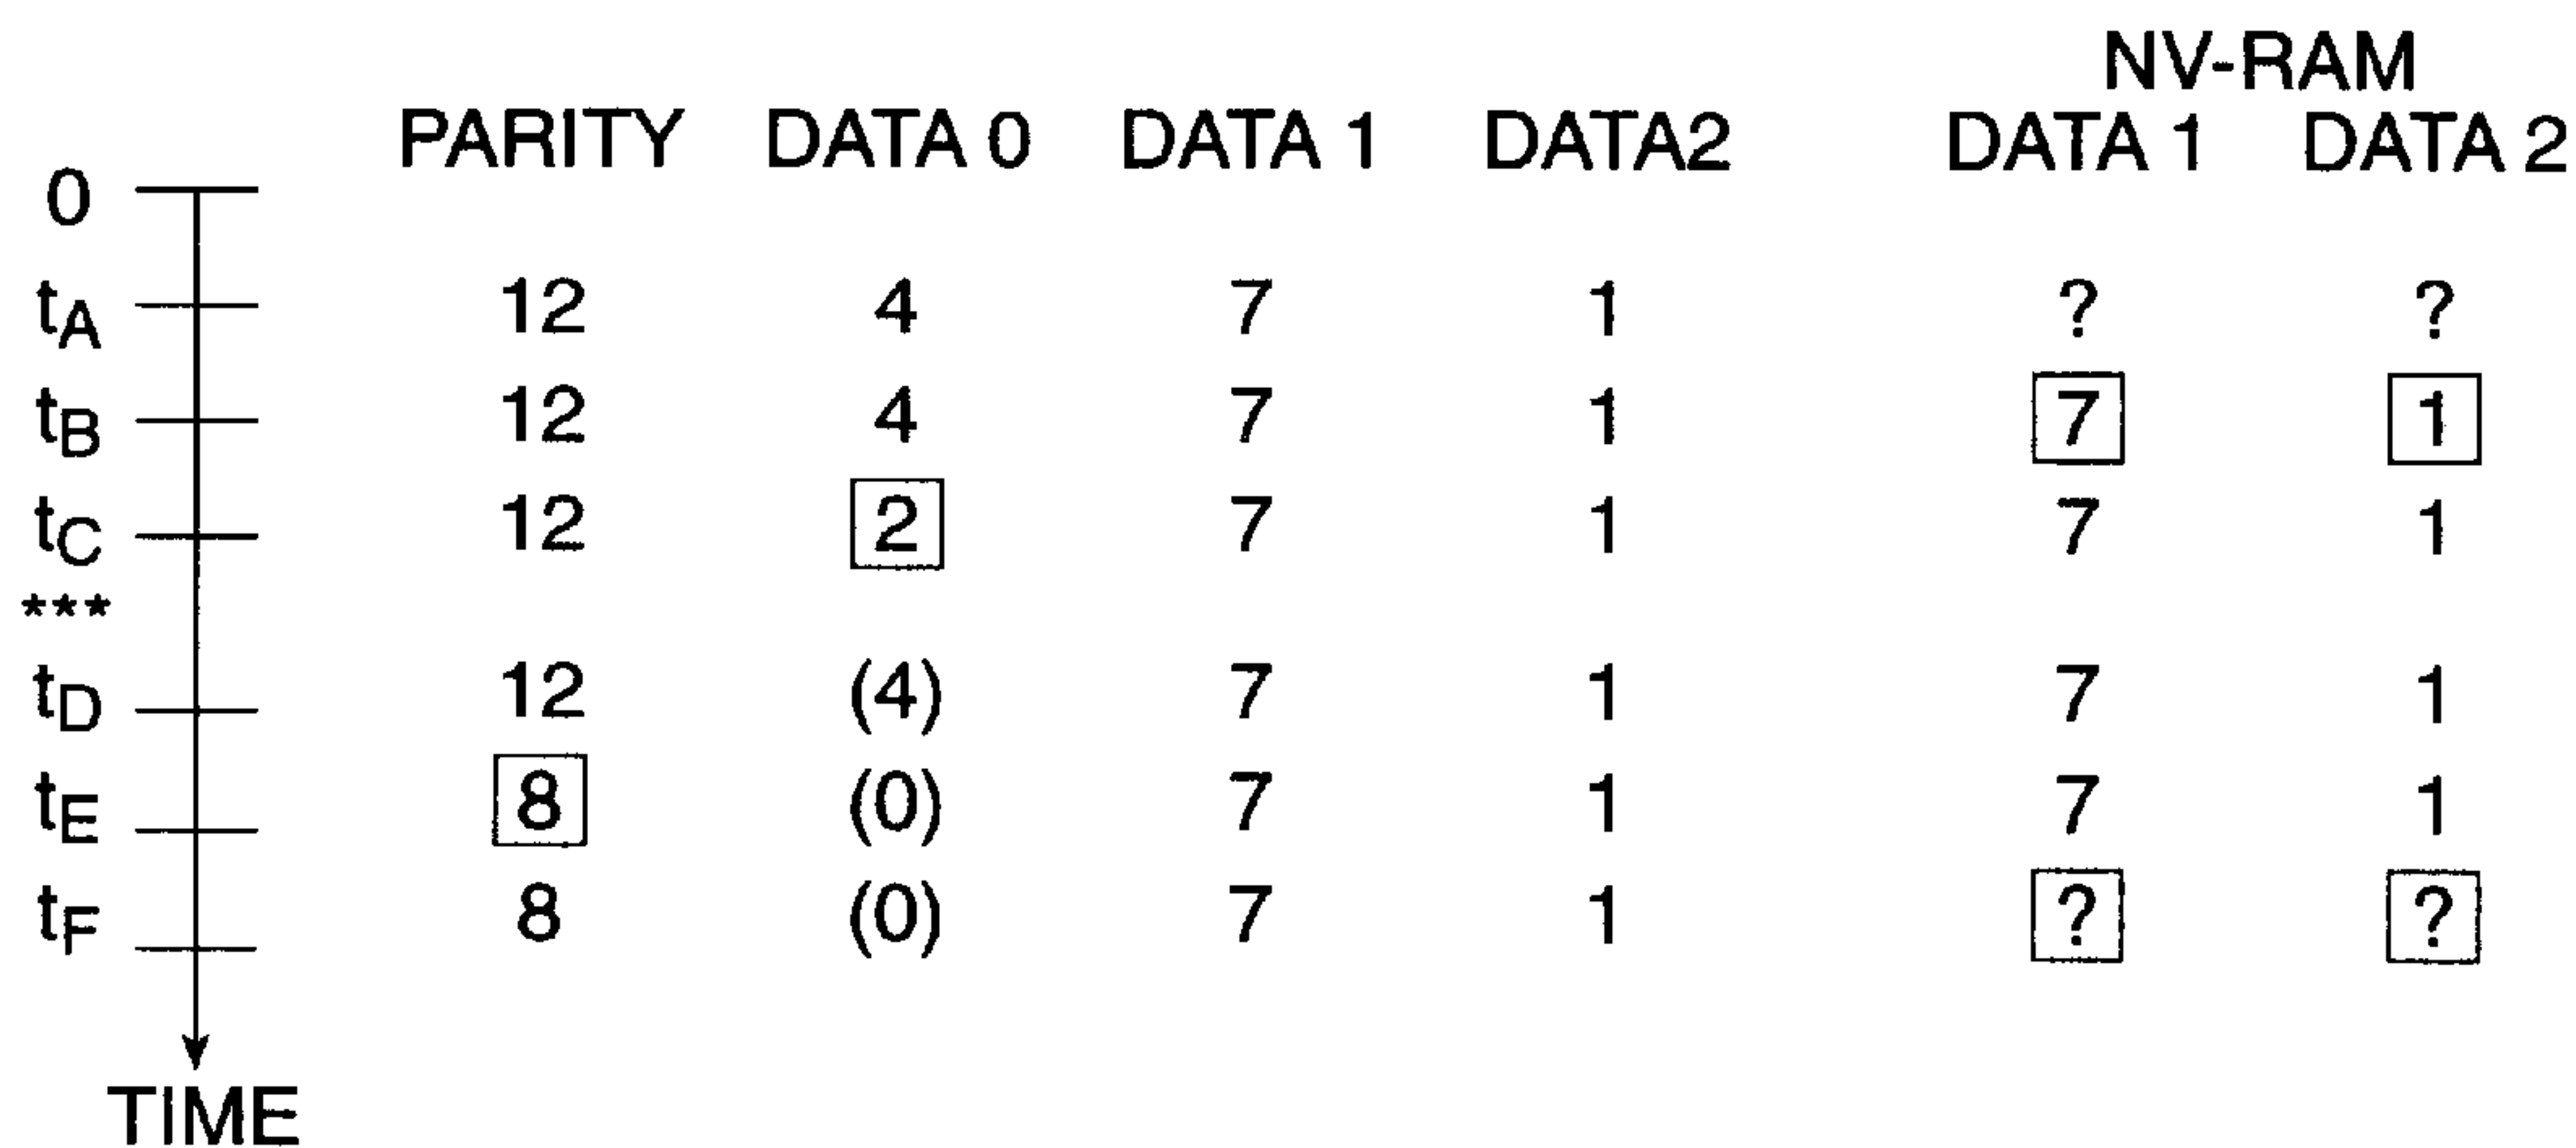 NV-RAM
PARITY DATA 0 DATA 1 DATA2 DATA 1 DATA 2
0
tA 12 4 7 1 ? ?
tB 12 4 7 1 7 1
tC 12 2 7 1 7 1
***
tD 12 (4) 7 1 7 1
tE 8 (0) 7 1 7 1
tF 8 (0) 7 1 ? ?
TIME